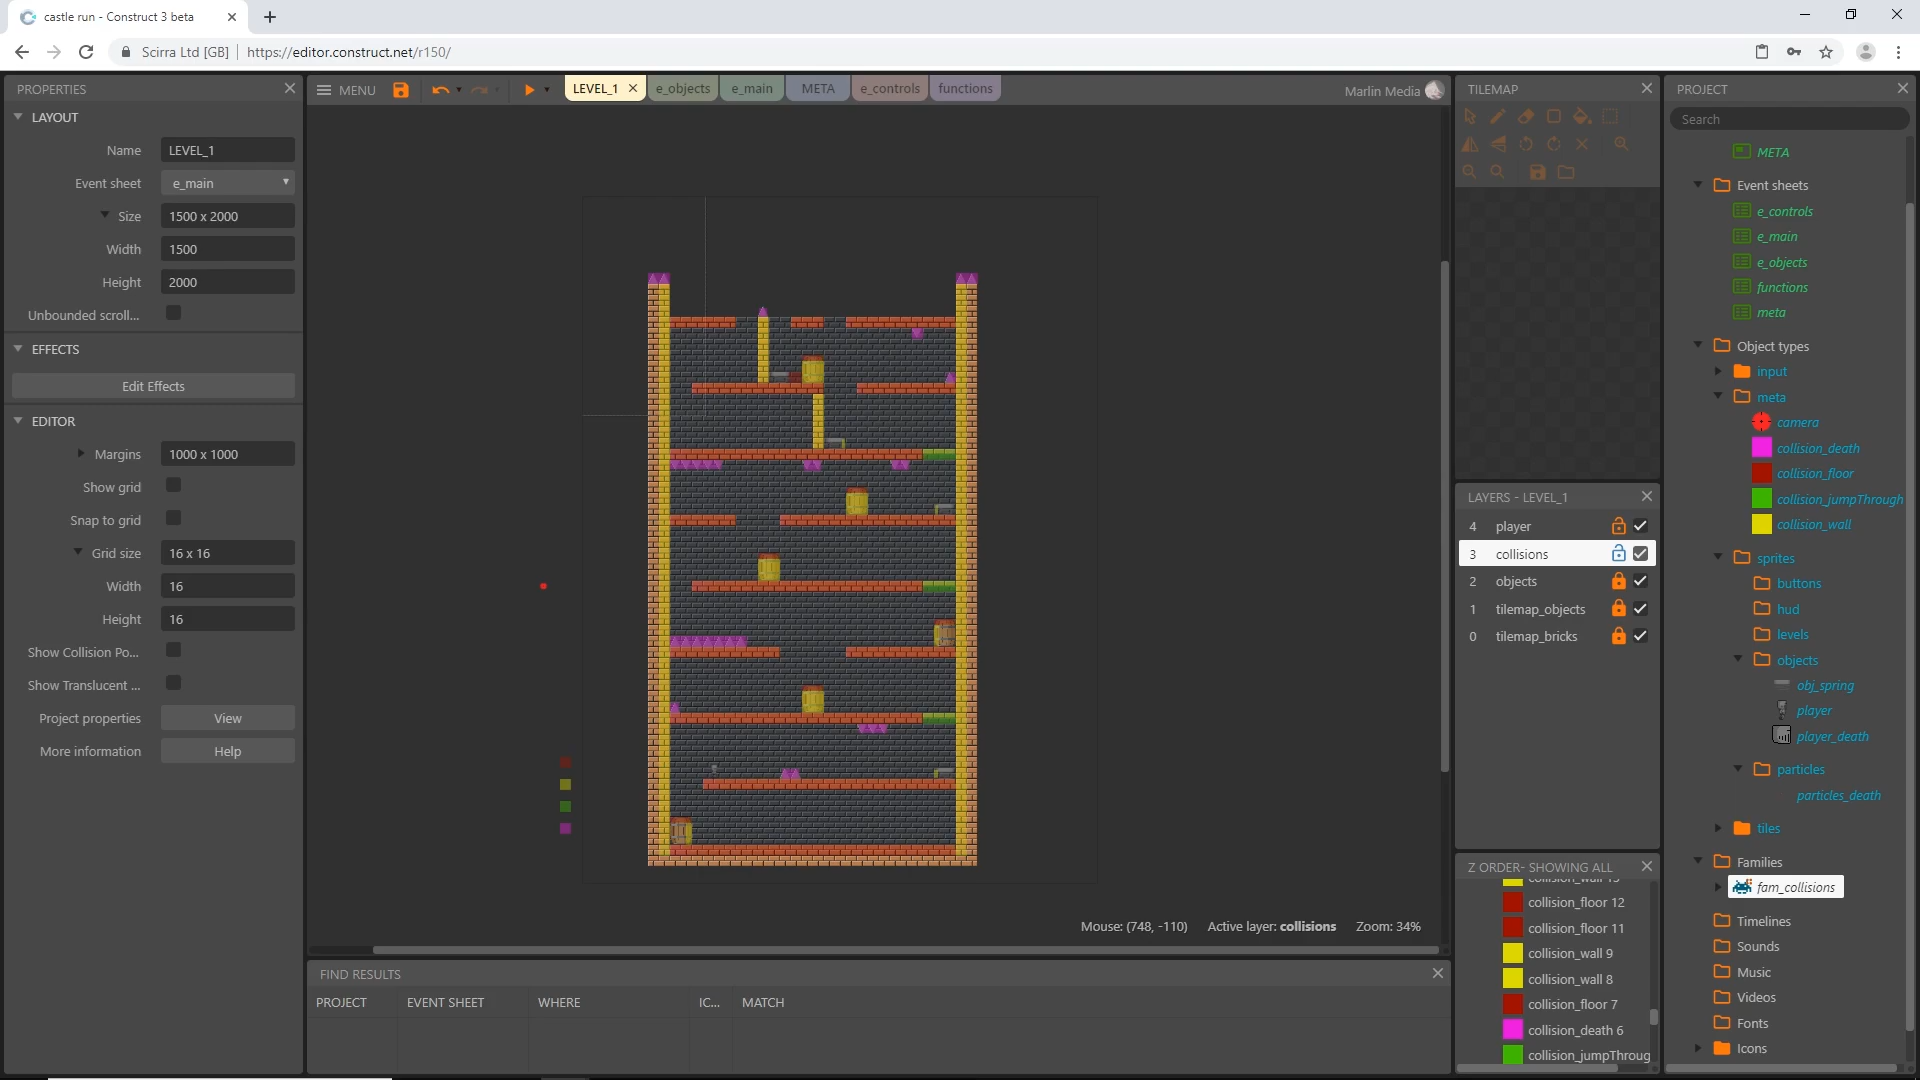 castle run - Construct 3 beta
Scirra Ltd [GB]
https://editor.construct.net/r150/
PROPERTIES
LAYOUT
Name LEVEL_1
Event sheet e_main
Size 1500 x 2000
Width 1500
Height 2000
Unbounded scroll...
EFFECTS
Edit Effects
EDITOR
Margins 1000 x 1000
Show grid
Snap to grid
Grid size 16 x 16
Width 16
Height 16
Show Collision Po...
Show Translucent ...
Project properties View
More information Help
MENU
LEVEL_1
e_objects
e_main
META
e_controls
functions
Marlin Media
Mouse: (748, -110) Active layer: collisions Zoom: 34%
FIND RESULTS
PROJECT EVENT SHEET WHERE IC... MATCH
TILEMAP
LAYERS - LEVEL_1
4 player
3 collisions
2 objects
1 tilemap_objects
0 tilemap_bricks
Z ORDER- SHOWING ALL
collision_wall 13
collision_floor 12
collision_floor 11
collision_wall 9
collision_wall 8
collision_floor 7
collision_death 6
collision_jumpThroug
PROJECT
Search
META
Event sheets
e_controls
e_main
e_objects
functions
meta
Object types
input
meta
camera
collision_death
collision_floor
collision_jumpThrough
collision_wall
sprites
buttons
hud
levels
objects
obj_spring
player
player_death
particles
particles_death
tiles
Families
fam_collisions
Timelines
Sounds
Music
Videos
Fonts
Icons